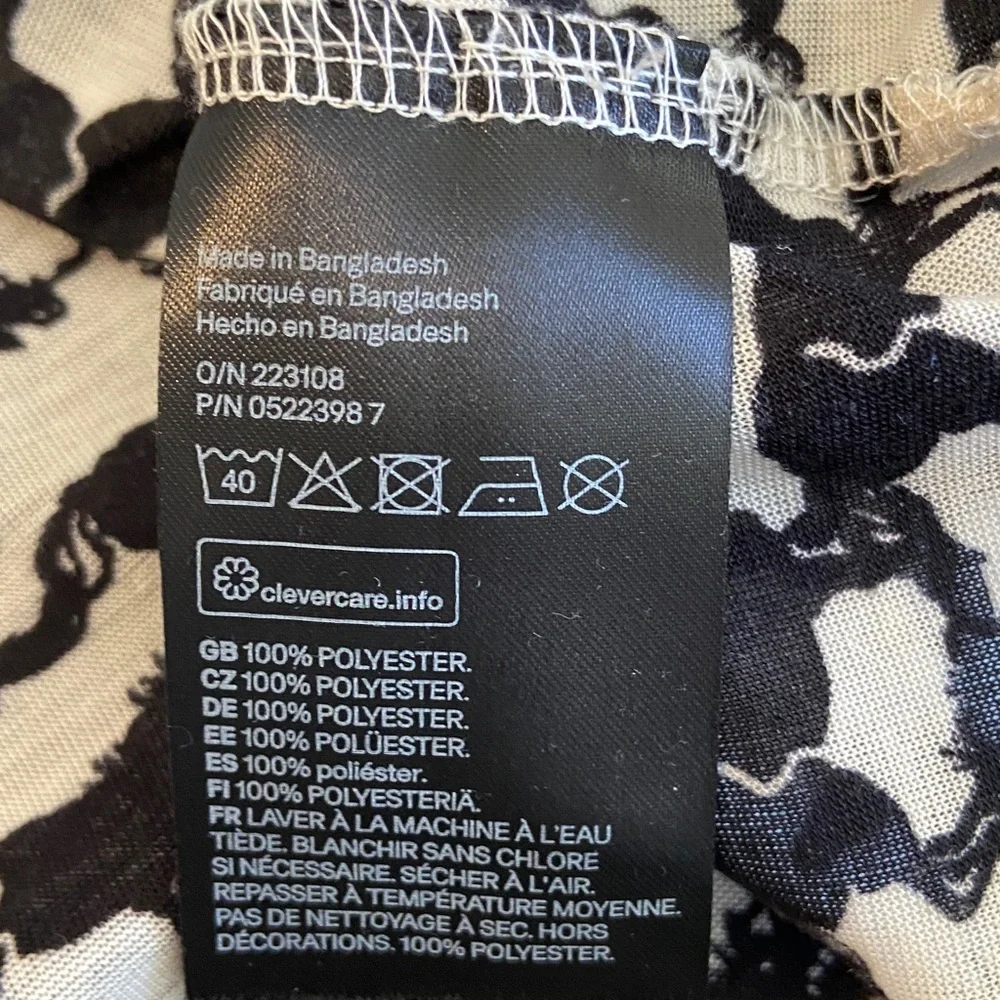 Made in Bangladesh
Fabriqué en Bangladesh
Hecho en Bangladesh
O/N 223108
P/N 0522398 7
40
clevercare.info
GB 100% POLYESTER.
CZ 100% POLYESTER.
DE 100% POLYESTER.
EE 100% POLÜESTER.
ES 100% poliéster.
FI 100% POLYESTERIÄ.
FR LAVER À LA MACHINE À L'EAU
TIÈDE. BLANCHIR SANS CHLORE
SI NÉCESSAIRE. SÉCHER À L'AIR.
REPASSER À TEMPÉRATURE MOYENNE.
PAS DE NETTOYAGE À SEC. HORS
DÉCORATIONS. 100% POLYESTER.